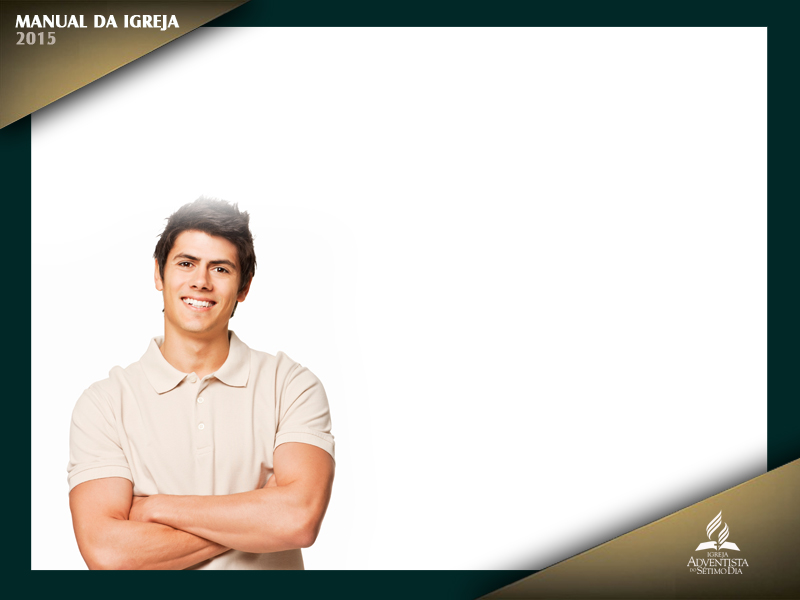 MANUAL DA IGREJA
2015
IGREJA
ADVENTISTA
DO SÉTIMO DIA